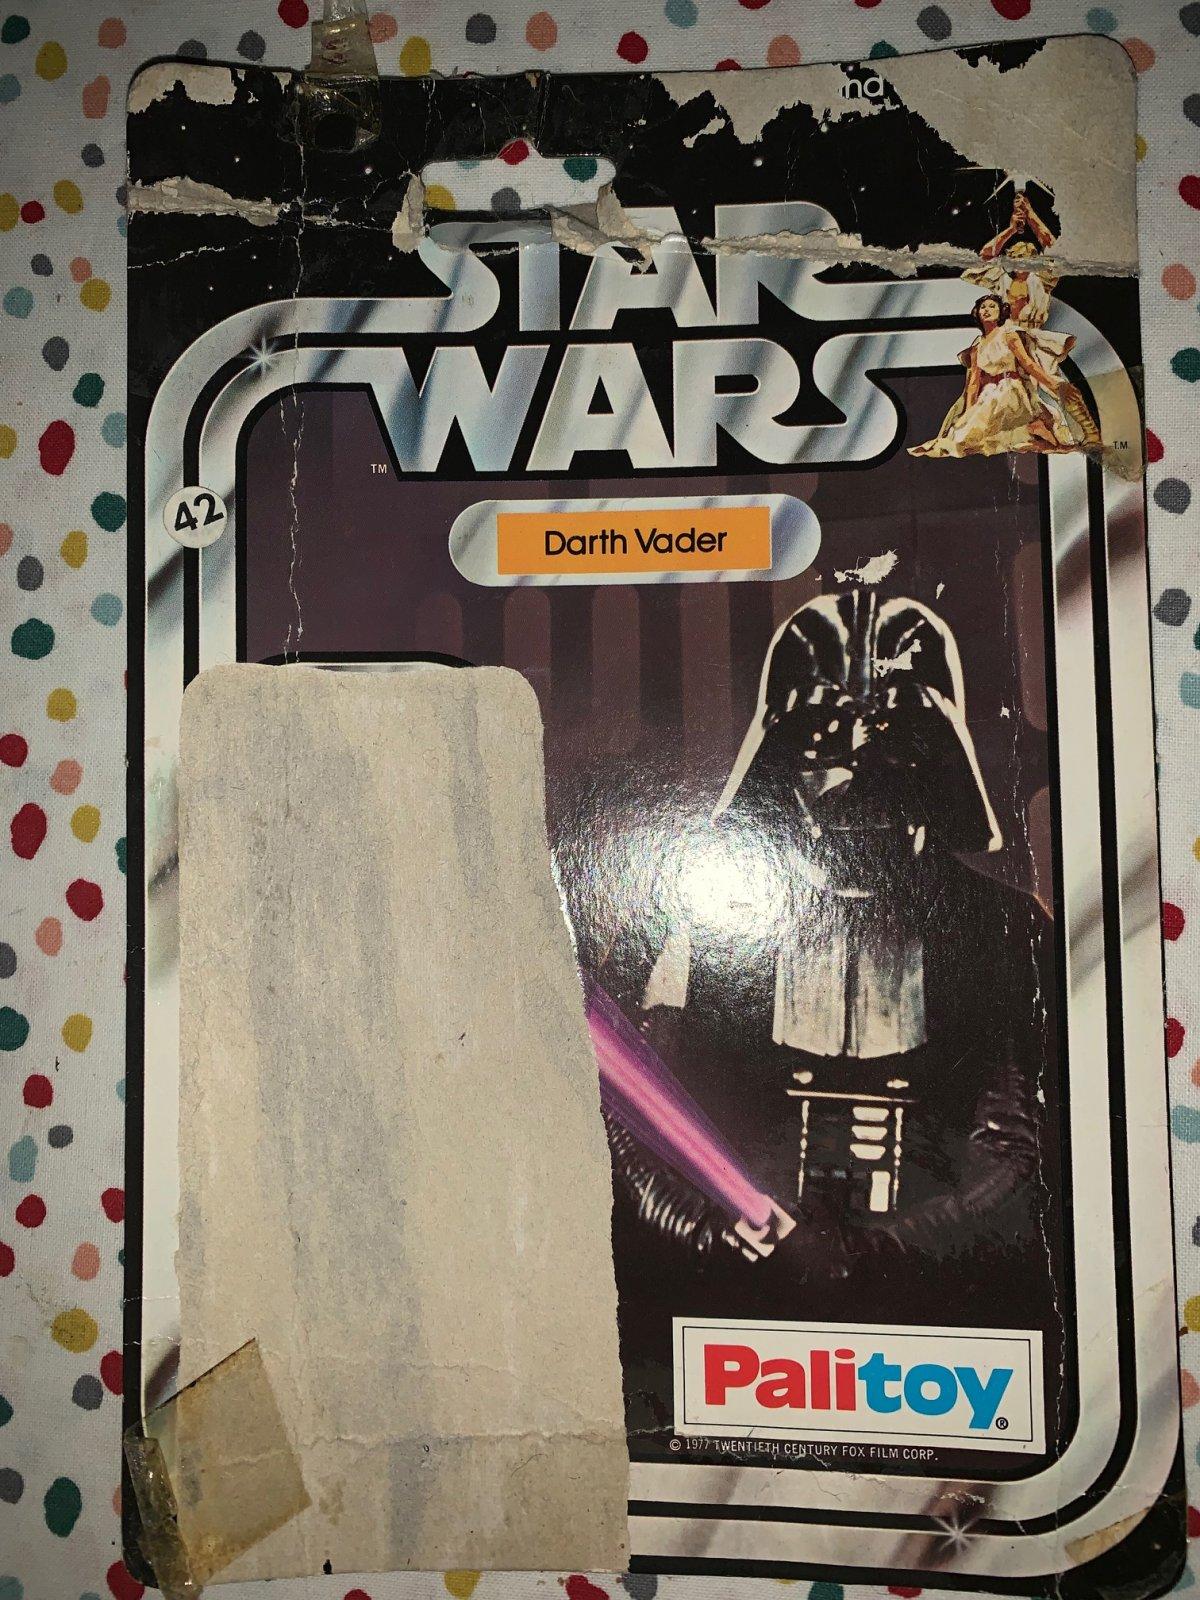 STAR
WARS
TM
T.M.
42
Darth Vader
Palitoy®
© 1977 TWENTIETH CENTURY FOX FILM CORP.